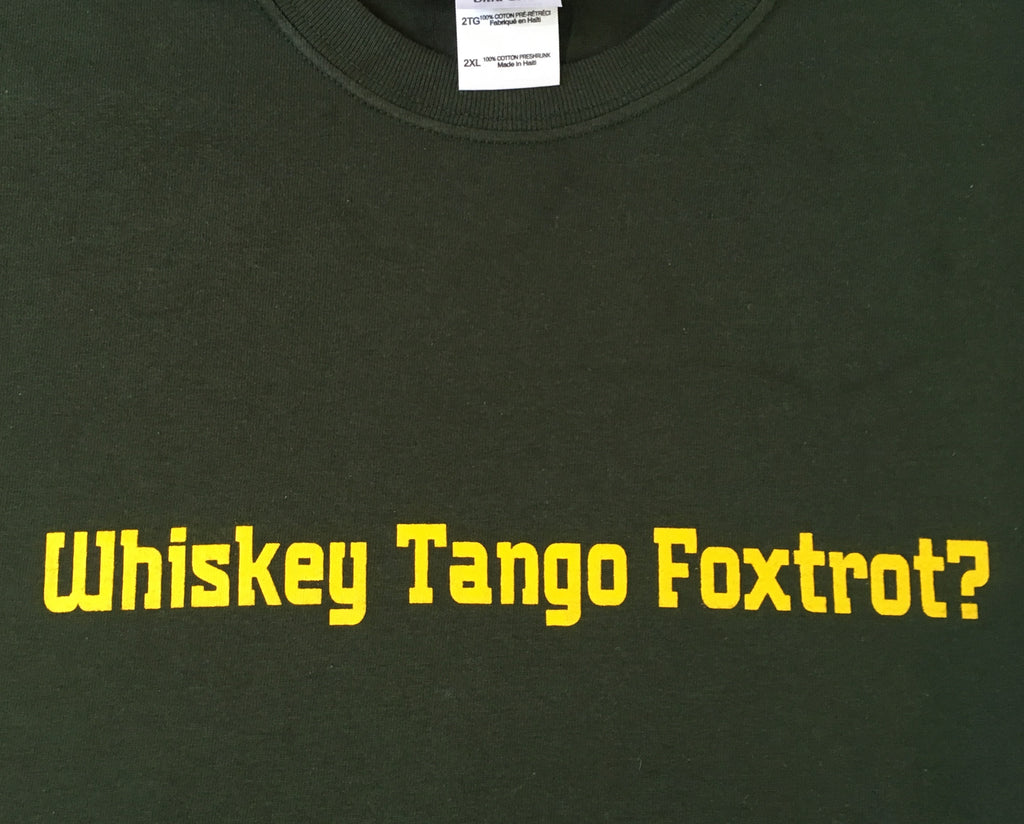 2TG 100% COTON PRÉ-RÉTRÉCI
Fabriqué en Haïti
2XL 100% COTTON PRESHRUNK
Made in Haiti
Whiskey Tango Foxtrot?